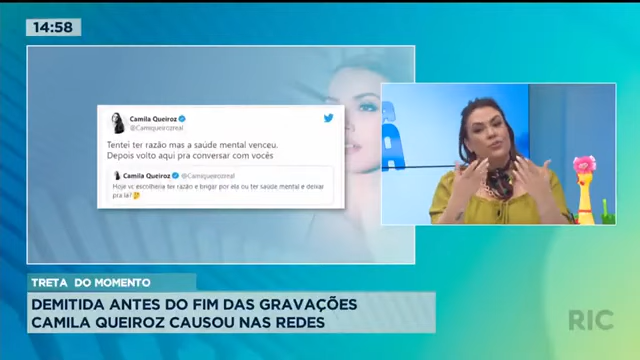 14:58
Camila Queiroz
@Camiqueirozreal
Tentei ter razão mas a saúde mental venceu.
Depois volto aqui pra conversar com vocês
Camila Queiroz @Camiqueirozreal
Hoje vc escolheria ter razão e brigar por ela ou ter saúde mental e deixar
pra lá?
TRETA DO MOMENTO
DEMITIDA ANTES DO FIM DAS GRAVAÇÕES
CAMILA QUEIROZ CAUSOU NAS REDES
RIC